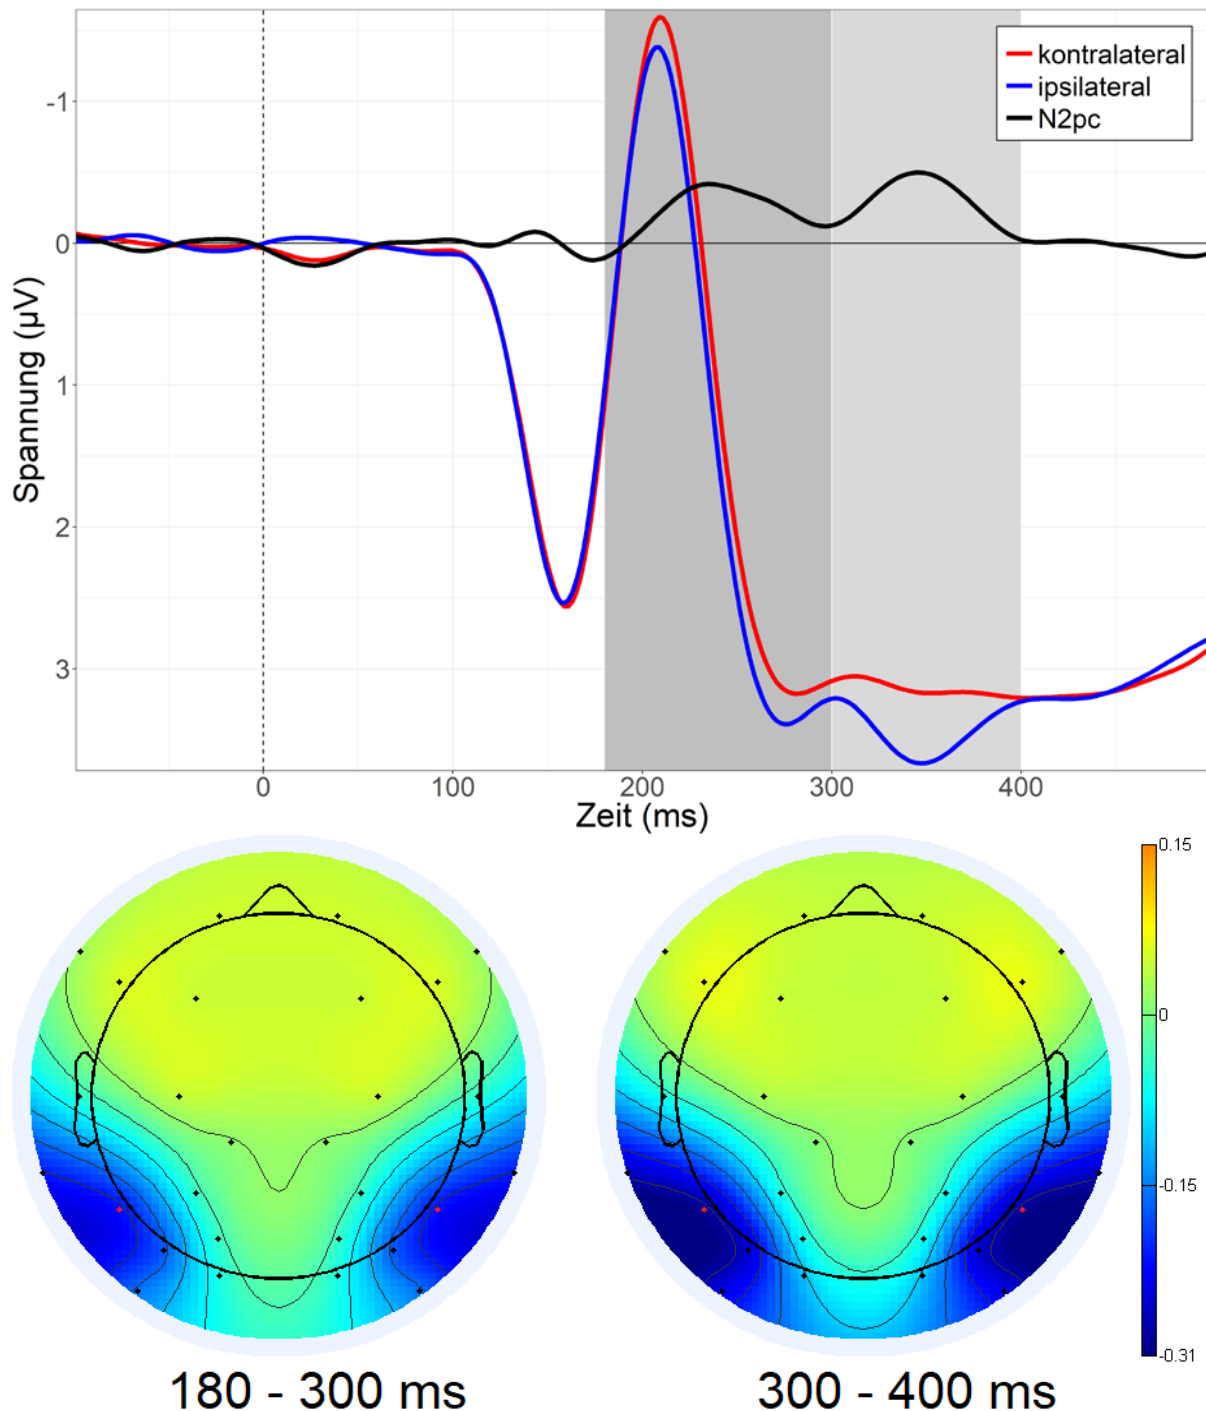 kontralateral
ipsilateral
N2pc
-1
0
1
2
3
Spannung (µV)
0
100
200
300
400
Zeit (ms)
0.15
0
-0.15
-0.31
180 - 300 ms
300 - 400 ms